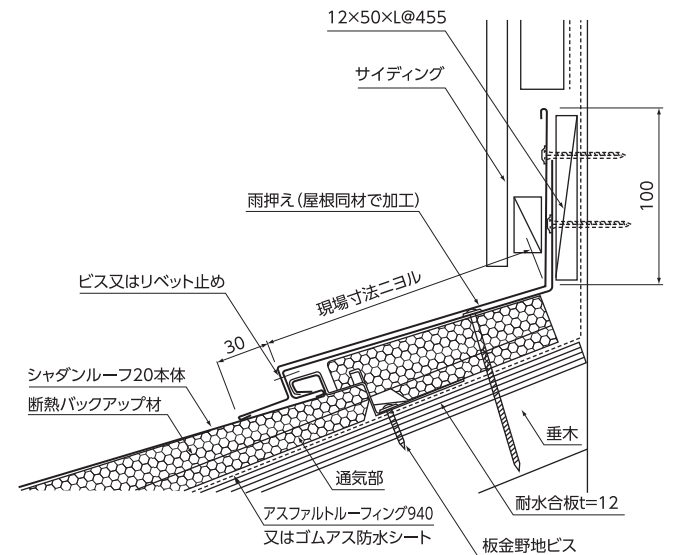 12×50×L@455
サイディング
雨押え（屋根同材で加工）
100
ビス又はリベット止め
現場寸法ニヨル
30
シャダンルーフ20本体
断熱バックアップ材
垂木
通気部
耐水合板t=12
アスファルトルーフィング940
又はゴムアス防水シート
板金野地ビス